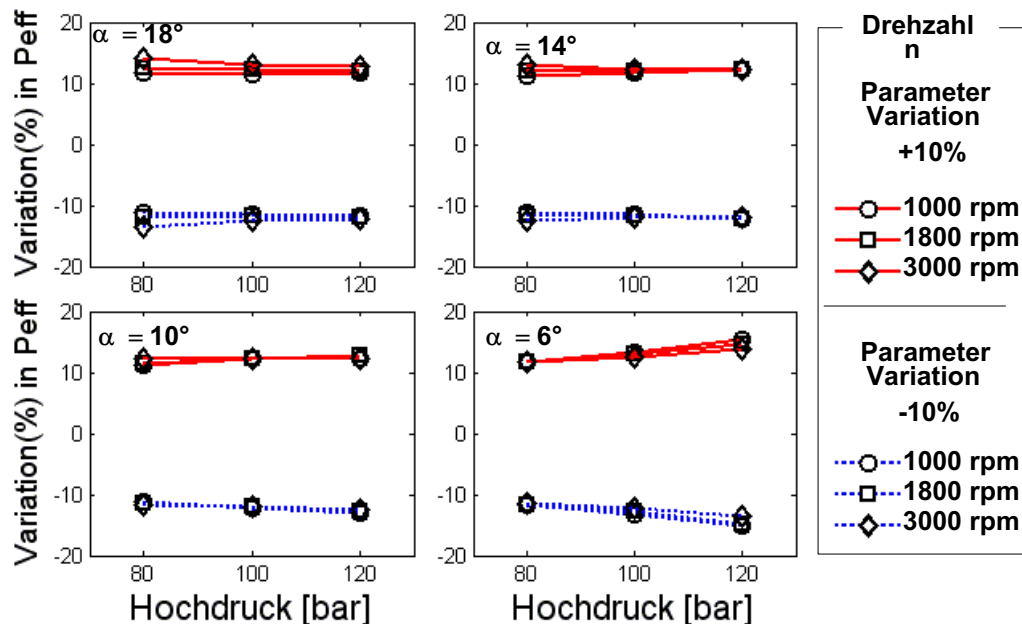 Variation(%) in Peff
20
10
0
-10
-20
α = 18°
80
100
120
20
10
0
-10
-20
α = 14°
80
100
120
Variation(%) in Peff
20
10
0
-10
-20
α = 10°
80
100
120
Hochdruck [bar]
20
10
0
-10
-20
α = 6°
80
100
120
Hochdruck [bar]
Drehzahl
n
Parameter
Variation
+10%
1000 rpm
1800 rpm
3000 rpm
Parameter
Variation
-10%
1000 rpm
1800 rpm
3000 rpm